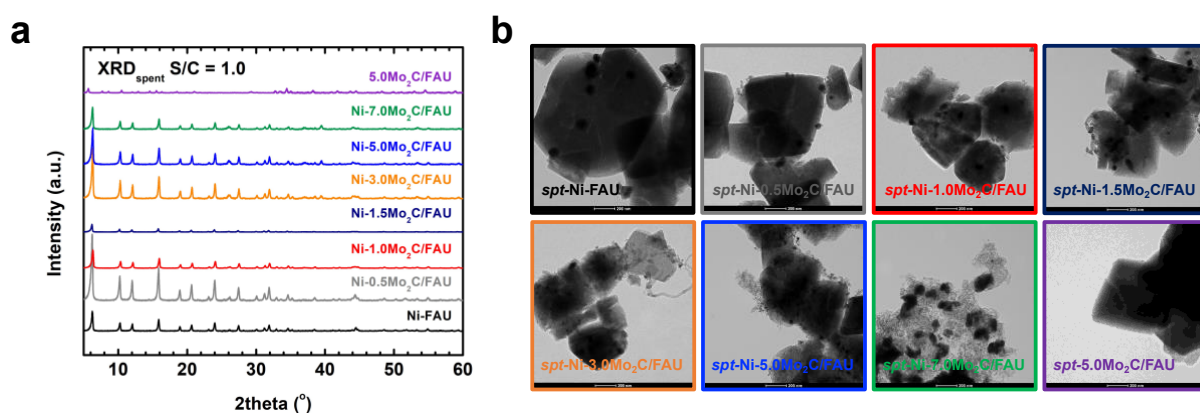 a
XRDspent S/C = 1.0
5.0Mo2C/FAU
Ni-7.0Mo2C/FAU
Ni-5.0Mo2C/FAU
Ni-3.0Mo2C/FAU
Ni-1.5Mo2C/FAU
Ni-1.0Mo2C/FAU
Ni-0.5Mo2C/FAU
Ni-FAU
Intensity (a.u.)
10 20 30 40 50 60
2theta (o)
b
spt-Ni-FAU
spt-Ni-0.5Mo2C/FAU
spt-Ni-1.0Mo2C/FAU
spt-Ni-1.5Mo2C/FAU
spt-Ni-3.0Mo2C/FAU
spt-Ni-5.0Mo2C/FAU
spt-Ni-7.0Mo2C/FAU
spt-5.0Mo2C/FAU